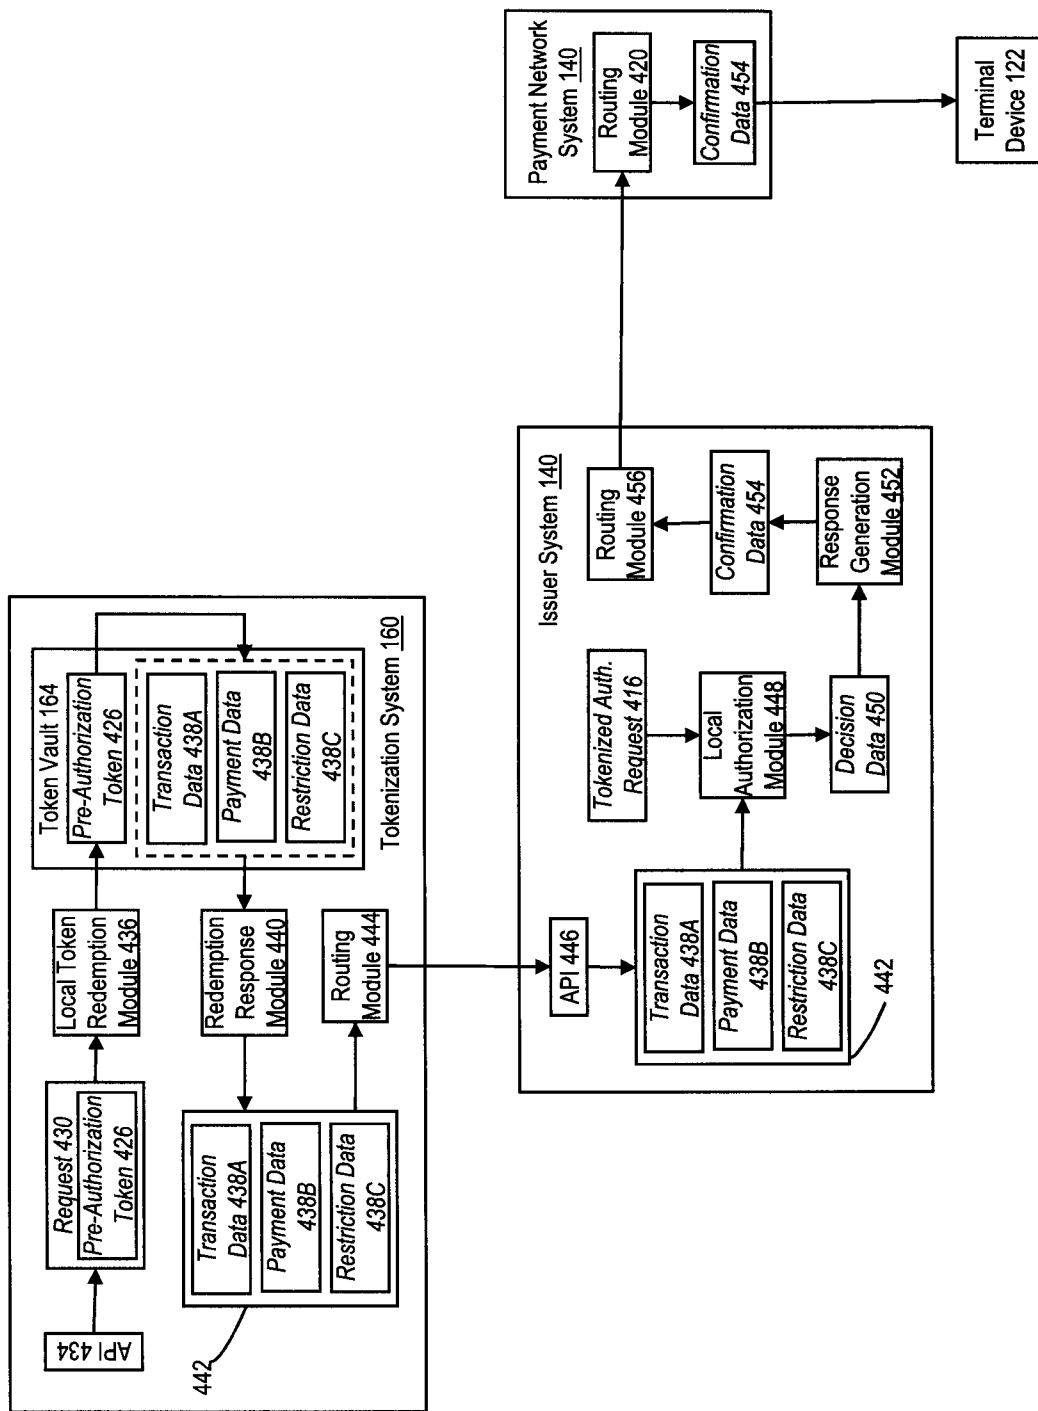 API 434
Request 430
Pre-Authorization
Token 426
Local Token
Redemption
Module 436
Token Vault 164
Pre-Authorization
Token 426
Transaction
Data 438A
Payment Data
438B
Restriction Data
438C
Tokenization System 160
Redemption
Response
Module 440
Transaction
Data 438A
Payment Data
438B
Restriction Data
438C
442
Routing
Module 444
Issuer System 140
API 446
Transaction
Data 438A
Payment Data
438B
Restriction Data
438C
442
Tokenized Auth.
Request 416
Local
Authorization
Module 448
Decision
Data 450
Response
Generation
Module 452
Confirmation
Data 454
Routing
Module 456
Payment Network
System 140
Routing
Module 420
Confirmation
Data 454
Terminal
Device 122